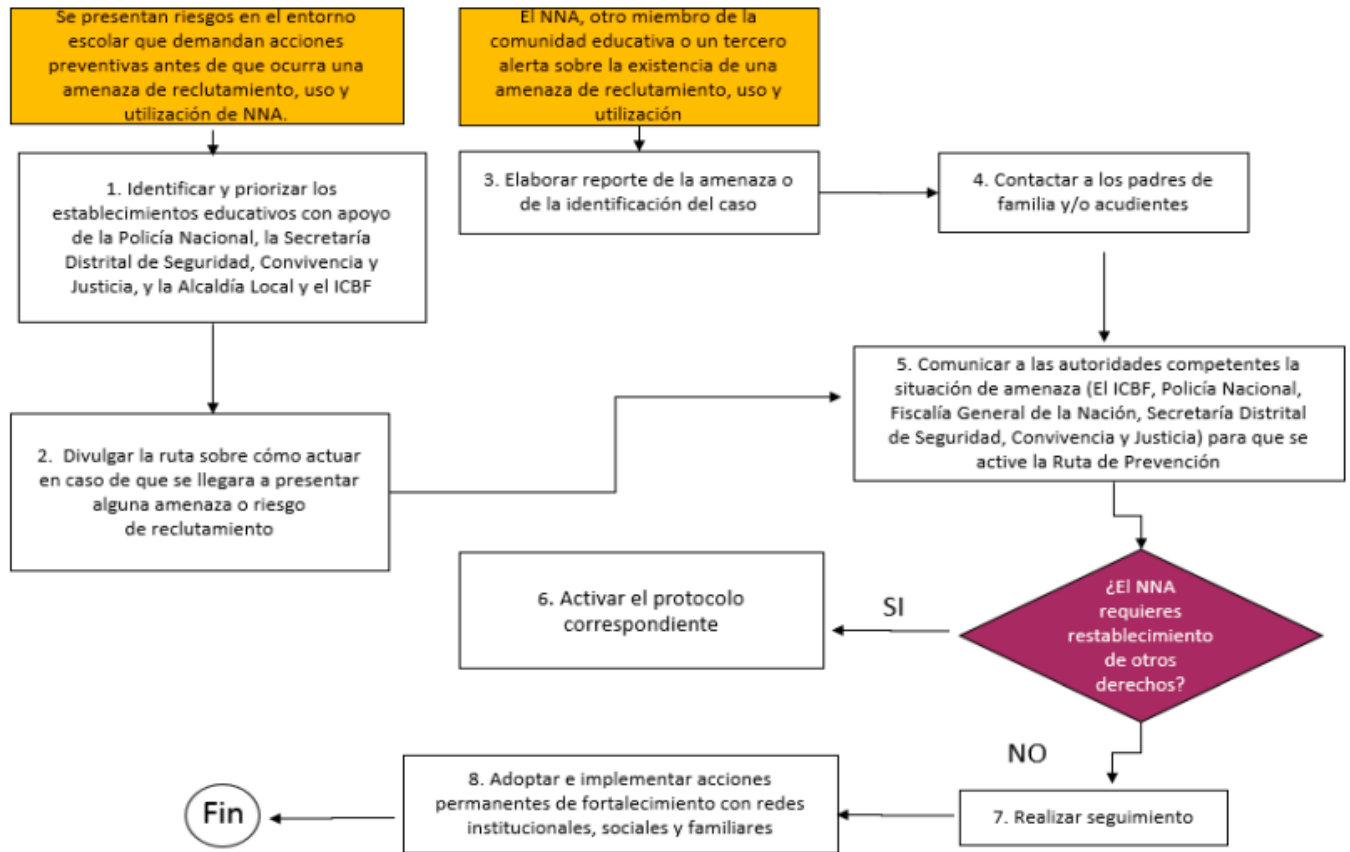 Se presentan riesgos en el entorno
escolar que demandan acciones
preventivas antes de que ocurra una
amenaza de reclutamiento, uso y
utilización de NNA.
El NNA, otro miembro de la
comunidad educativa o un tercero
alerta sobre la existencia de una
amenaza de reclutamiento, uso y
utilización
1. Identificar y priorizar los
establecimientos educativos con apoyo
de la Policía Nacional, la Secretaría
Distrital de Seguridad, Convivencia y
Justicia, y la Alcaldía Local y el ICBF
3. Elaborar reporte de la amenaza o
de la identificación del caso
4. Contactar a los padres de
familia y/o acudientes
2. Divulgar la ruta sobre cómo actuar
en caso de que se llegara a presentar
alguna amenaza o riesgo
de reclutamiento
5. Comunicar a las autoridades competentes la
situación de amenaza (El ICBF, Policía Nacional,
Fiscalía General de la Nación, Secretaría Distrital
de Seguridad, Convivencia y Justicia) para que se
active la Ruta de Prevención
6. Activar el protocolo
correspondiente
SI
¿El NNA
requieres
restablecimiento
de otros
derechos?
NO
7. Realizar seguimiento
8. Adoptar e implementar acciones
permanentes de fortalecimiento con redes
institucionales, sociales y familiares
Fin